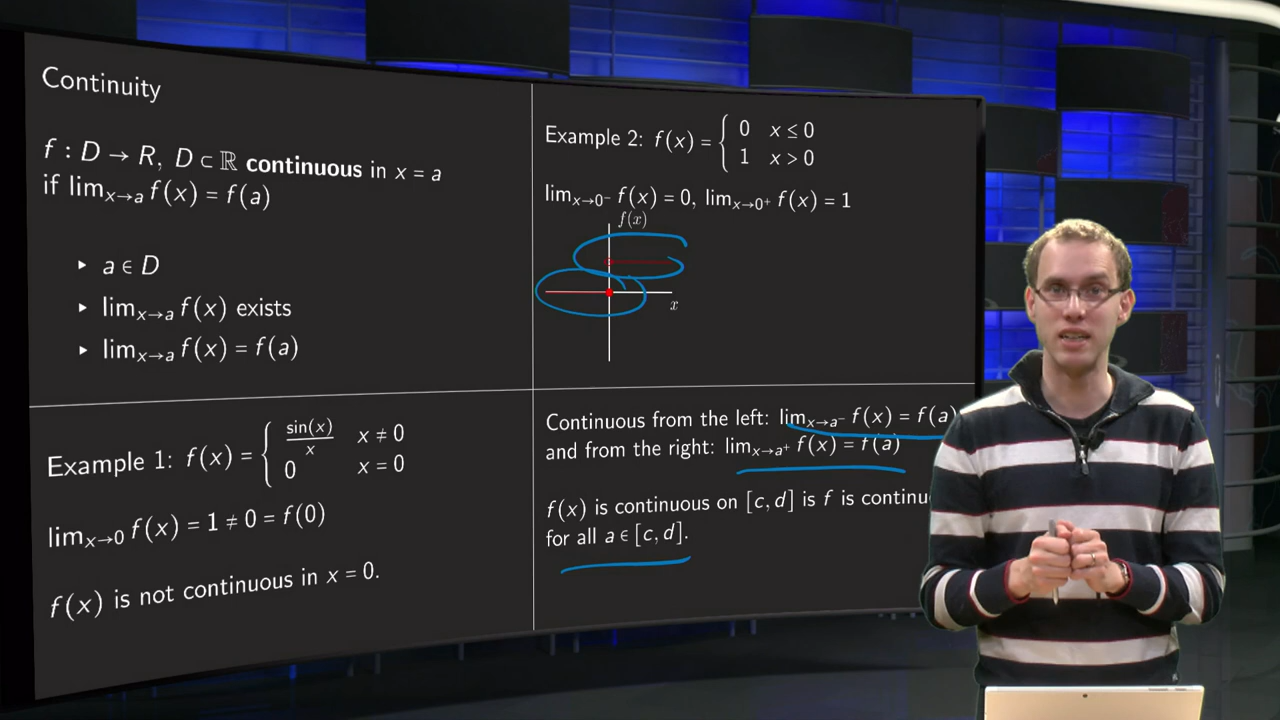 Continuity
f : D → R, D ⊂ ℝ continuous in x = a
if lim_{x→a} f(x) = f(a)
▸ a ∈ D
▸ lim_{x→a} f(x) exists
▸ lim_{x→a} f(x) = f(a)
Example 1: f(x) = { sin(x)/x x ≠ 0
0 x = 0
lim_{x→0} f(x) = 1 ≠ 0 = f(0)
f(x) is not continuous in x = 0.
Example 2: f(x) = { 0 x ≤ 0
1 x > 0
lim_{x→0⁻} f(x) = 0, lim_{x→0⁺} f(x) = 1
f(x)
x
Continuous from the left: lim_{x→a⁻} f(x) = f(a)
and from the right: lim_{x→a⁺} f(x) = f(a)
f(x) is continuous on [c, d] is f is
for all a ∈ [c, d].